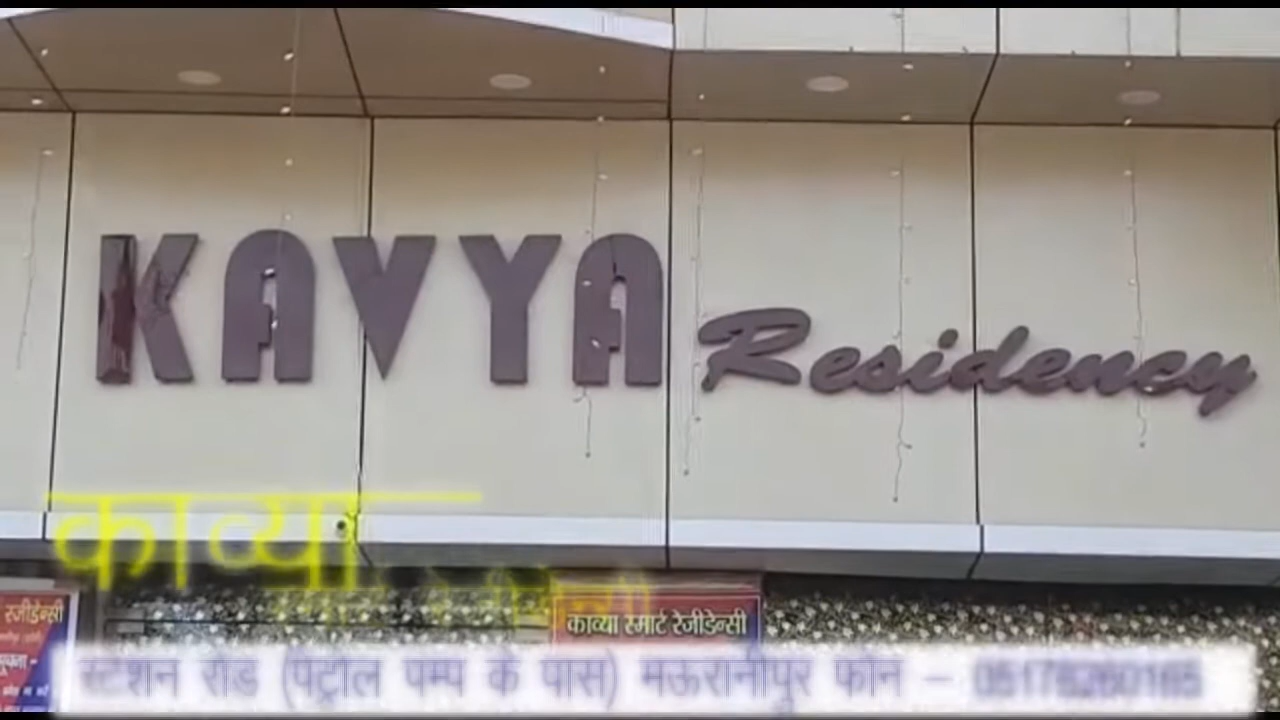 KAVYA Residency
काव्या
रेजीडेन्सी
काव्या स्मार्ट रेजीडेन्सी
स्टेशन रोड (पेट्रोल पम्प के पास) मऊरानीपुर फोन –